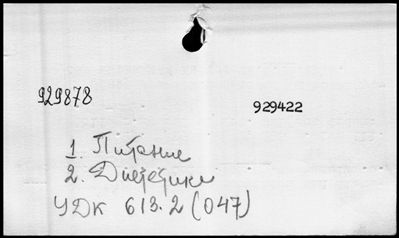 929878
929422
1. Питание
2. Диететика
УДК 613.2 (047)